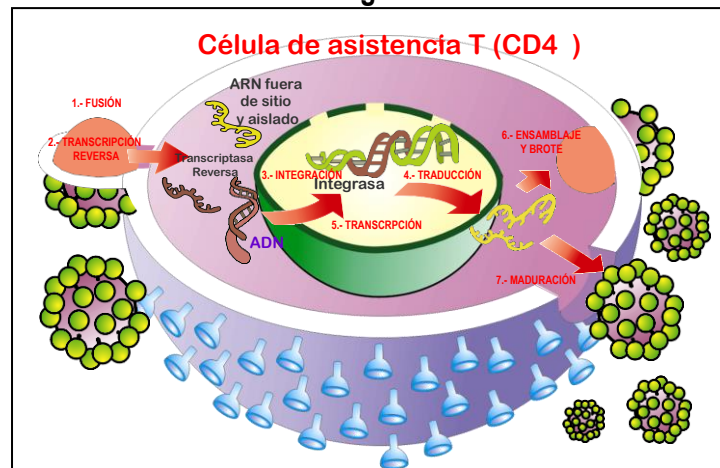 Célula de asistencia T (CD4  )
ARN fuera
de sitio
y aislado
1.- FUSIÓN
2.- TRANSCRIPCIÓN
REVERSA
Transcriptasa
Reversa
3.- INTEGRACIÓN
Integrasa
4.- TRADUCCIÓN
5.- TRANSCRPCIÓN
6.- ENSAMBLAJE
Y BROTE
ADN
7.- MADURACIÓN